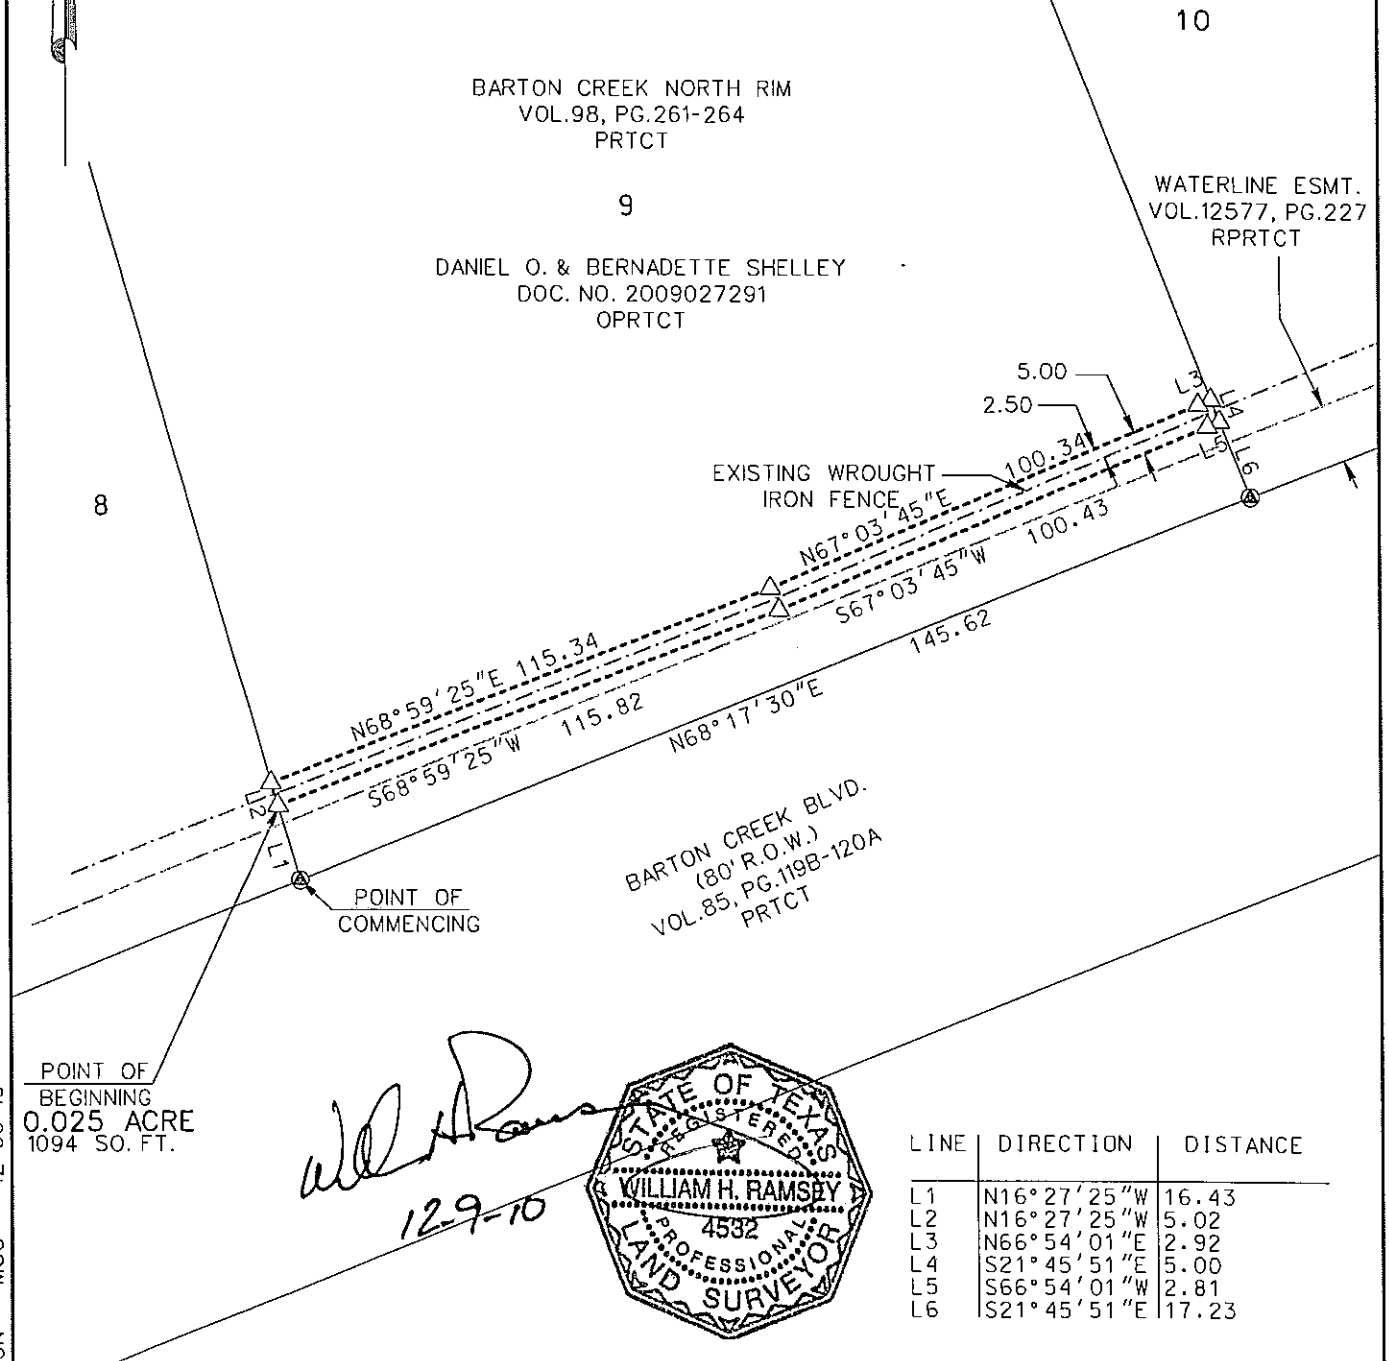 10
BARTON CREEK NORTH RIM
VOL.98, PG.261-264
PRTCT
WATERLINE ESMT.
VOL.12577, PG.227
RPRTCT
9
DANIEL O. & BERNADETTE SHELLEY
DOC. NO. 2009027291
OPRTCT
5.00
2.50
L3
L4
L5
L6
EXISTING WROUGHT
IRON FENCE
8
N67°03'45"E 100.34
S67°03'45"W 100.43
N68°59'25"E 115.34
S68°59'25"W 115.82
N68°17'30"E 145.62
L2
L1
POINT OF
COMMENCING
BARTON CREEK BLVD.
(80' R.O.W.)
VOL.85, PG.119B-120A
PRTCT
POINT OF
BEGINNING
0.025 ACRE
1094 SQ. FT.
12-9-10
STATE OF TEXAS
REGISTERED
WILLIAM H. RAMSEY
4532
PROFESSIONAL
LAND SURVEYOR
LINE DIRECTION DISTANCE
L1 N16°27'25"W 16.43
L2 N16°27'25"W 5.02
L3 N66°54'01"E 2.92
L4 S21°45'51"E 5.00
L5 S66°54'01"W 2.81
L6 S21°45'51"E 17.23